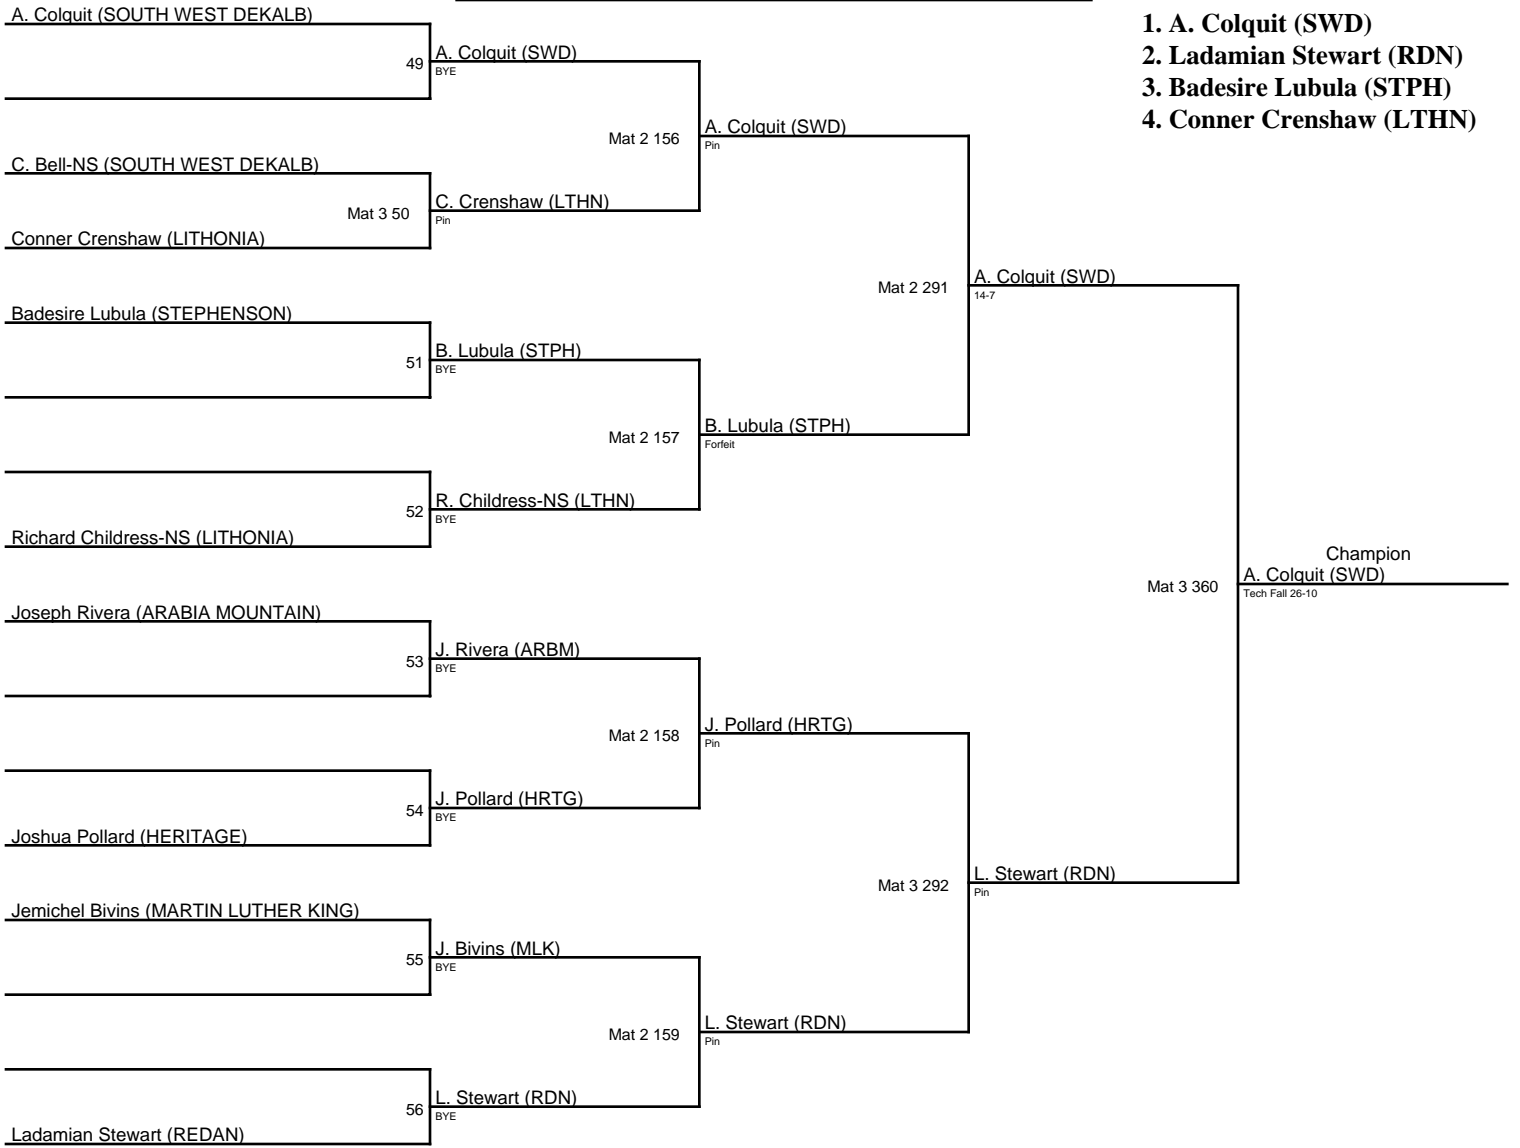 A. Colquit (SOUTH WEST DEKALB)
49
A. Colquit (SWD)
BYE
C. Bell-NS (SOUTH WEST DEKALB)
Mat 3 50
C. Crenshaw (LTHN)
Pin
Conner Crenshaw (LITHONIA)
Mat 2 156
A. Colquit (SWD)
Pin
Badesire Lubula (STEPHENSON)
51
B. Lubula (STPH)
BYE
Mat 2 157
B. Lubula (STPH)
Forfeit
52
R. Childress-NS (LTHN)
BYE
Richard Childress-NS (LITHONIA)
Mat 2 291
A. Colquit (SWD)
14-7
Joseph Rivera (ARABIA MOUNTAIN)
53
J. Rivera (ARBM)
BYE
Mat 2 158
J. Pollard (HRTG)
Pin
54
J. Pollard (HRTG)
BYE
Joshua Pollard (HERITAGE)
Jemichel Bivins (MARTIN LUTHER KING)
55
J. Bivins (MLK)
BYE
Mat 2 159
L. Stewart (RDN)
Pin
56
L. Stewart (RDN)
BYE
Ladamian Stewart (REDAN)
Mat 3 292
L. Stewart (RDN)
Pin
Mat 3 360
Champion
A. Colquit (SWD)
Tech Fall 26-10
1. A. Colquit (SWD)
2. Ladamian Stewart (RDN)
3. Badesire Lubula (STPH)
4. Conner Crenshaw (LTHN)